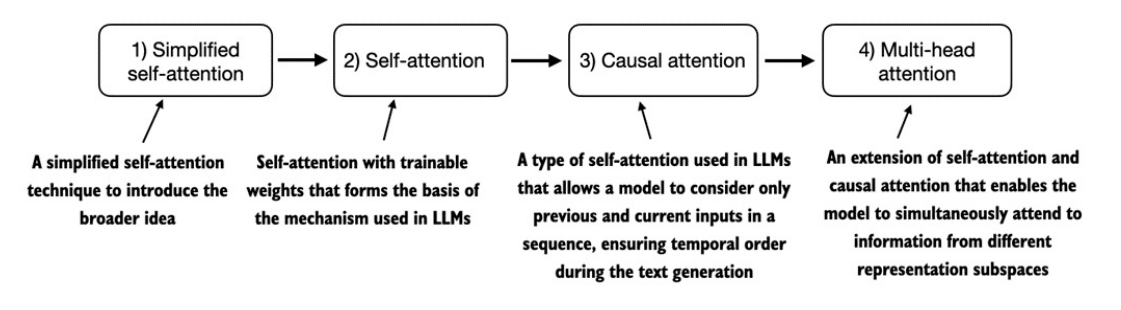 1) Simplified
self-attention
2) Self-attention
3) Causal attention
4) Multi-head
attention
A simplified self-attention
technique to introduce the
broader idea
Self-attention with trainable
weights that forms the basis of
the mechanism used in LLMs
A type of self-attention used in LLMs
that allows a model to consider only
previous and current inputs in a
sequence, ensuring temporal order
during the text generation
An extension of self-attention and
causal attention that enables the
model to simultaneously attend to
information from different
representation subspaces